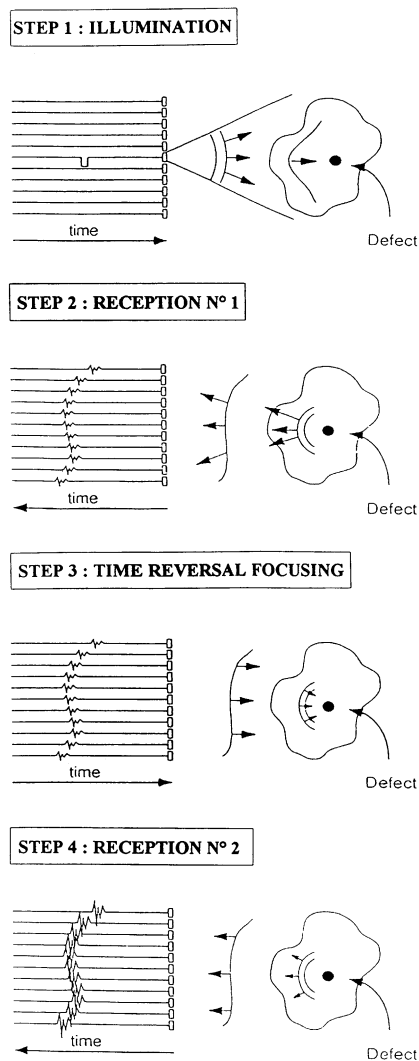 STEP 1 : ILLUMINATION
time
Defect
STEP 2 : RECEPTION N° 1
time
Defect
STEP 3 : TIME REVERSAL FOCUSING
time
Defect
STEP 4 : RECEPTION N° 2
time
Defect